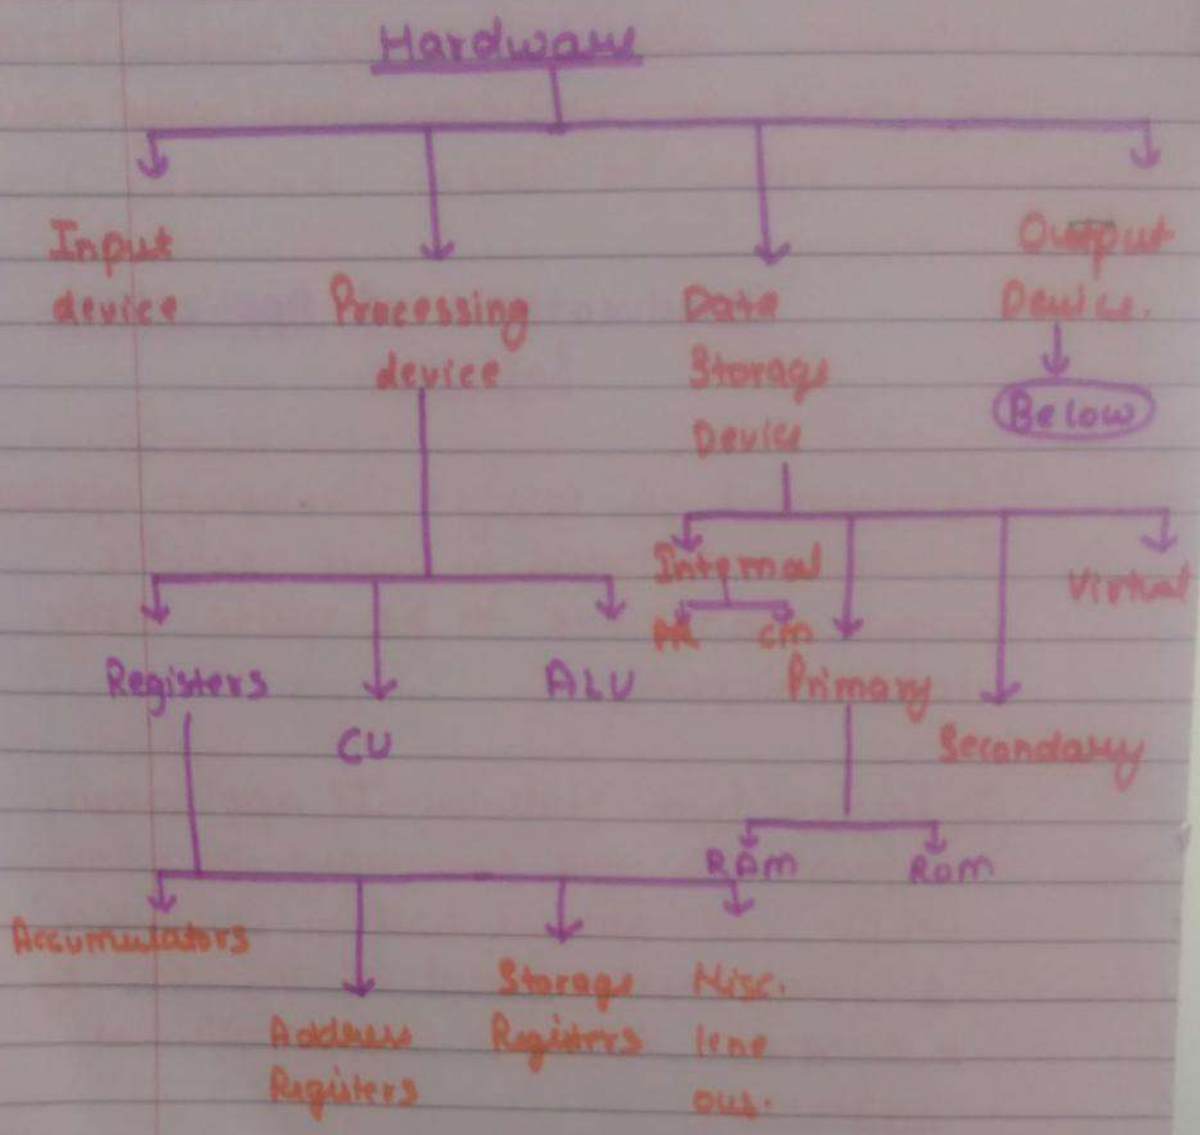 Hardware
Input
device
Processing
device
Data
Storage
Device
Output
Device.
Below
Registers
CU
ALU
Internal
CM
Primary
Secondary
Virtual
RAM
ROM
Accumulators
Address
Registers
Storage
Registers
Misc.
lene
ous.